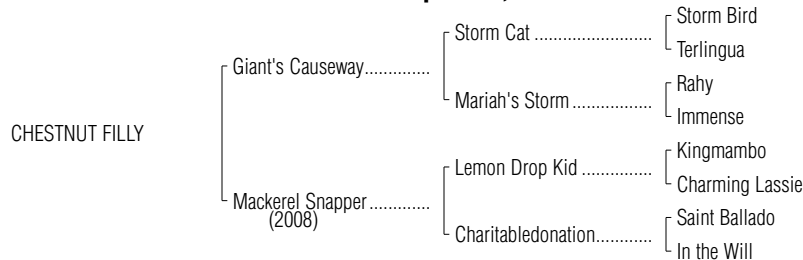 Storm Bird
Storm Cat ........................
Terlingua
Giant's Causeway..............
Rahy
Mariah's Storm .................
Immense
CHESTNUT FILLY
Kingmambo
Lemon Drop Kid ...............
Charming Lassie
Mackerel Snapper.............
(2008)
Saint Ballado
Charitabledonation............
In the Will